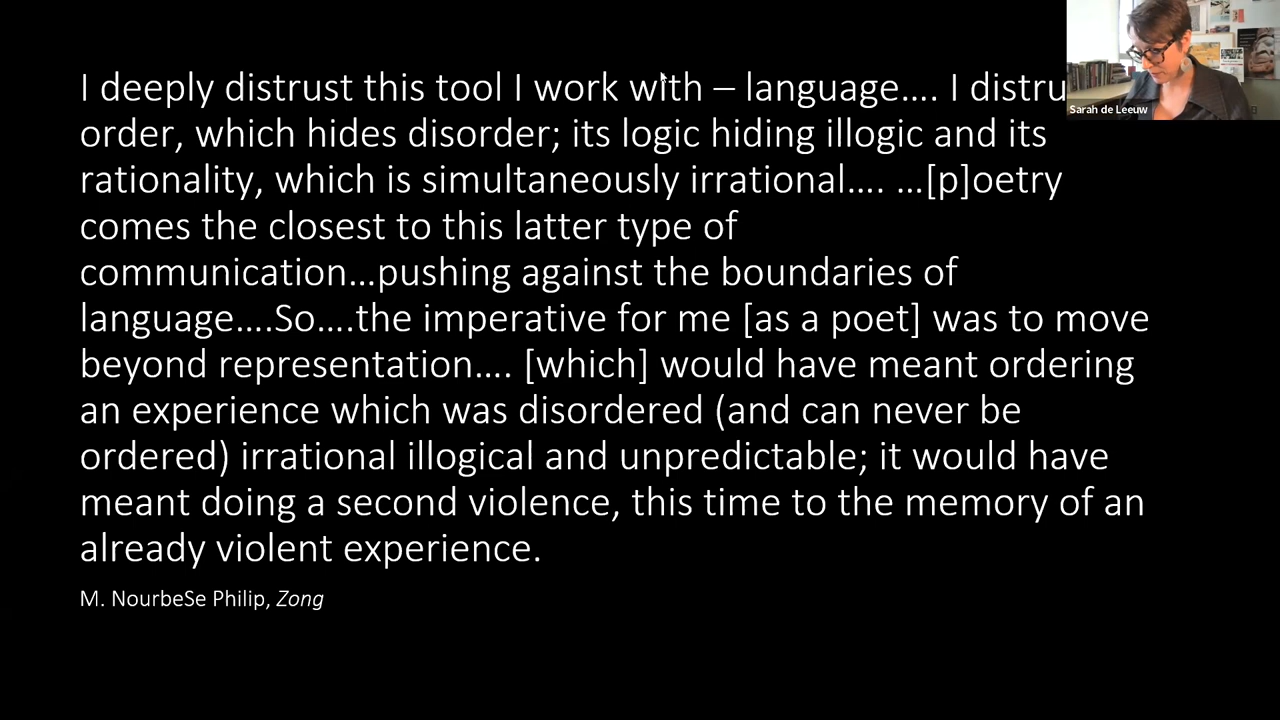 I deeply distrust this tool I work with – language…. I distru
order, which hides disorder; its logic hiding illogic and its
rationality, which is simultaneously irrational…. …[p]oetry
comes the closest to this latter type of
communication…pushing against the boundaries of
language….So….the imperative for me [as a poet] was to move
beyond representation…. [which] would have meant ordering
an experience which was disordered (and can never be
ordered) irrational illogical and unpredictable; it would have
meant doing a second violence, this time to the memory of an
already violent experience.
M. NourbeSe Philip, Zong
Sarah de Leeuw